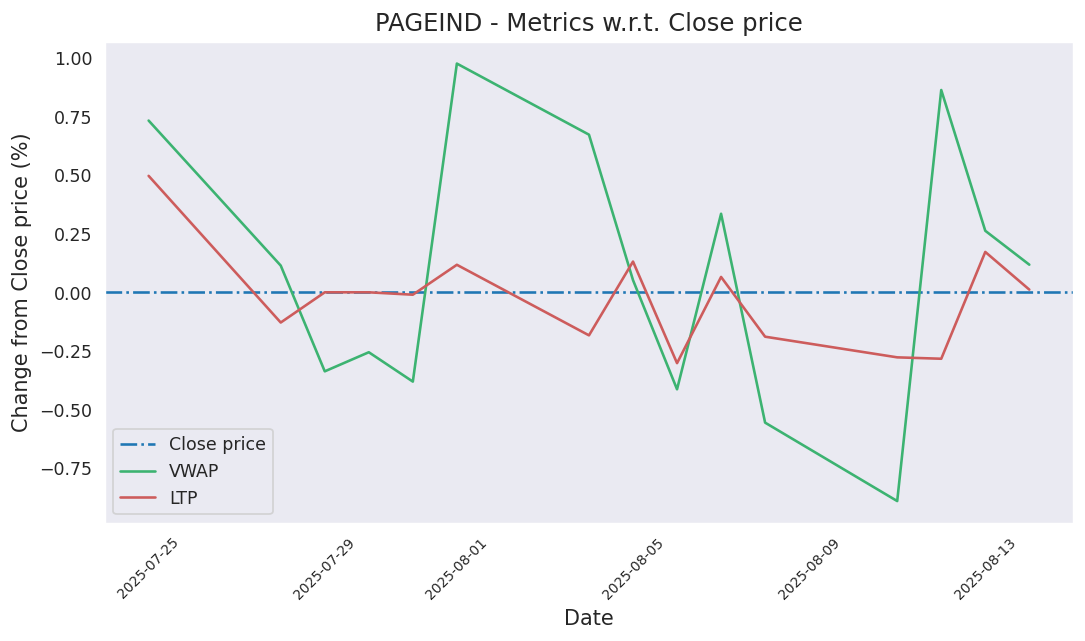 PAGEIND - Metrics w.r.t. Close price
Change from Close price (%)
1.00
0.75
0.50
0.25
0.00
−0.25
−0.50
−0.75
Close price
VWAP
LTP
2025-07-25
2025-07-29
2025-08-01
2025-08-05
2025-08-09
2025-08-13
Date